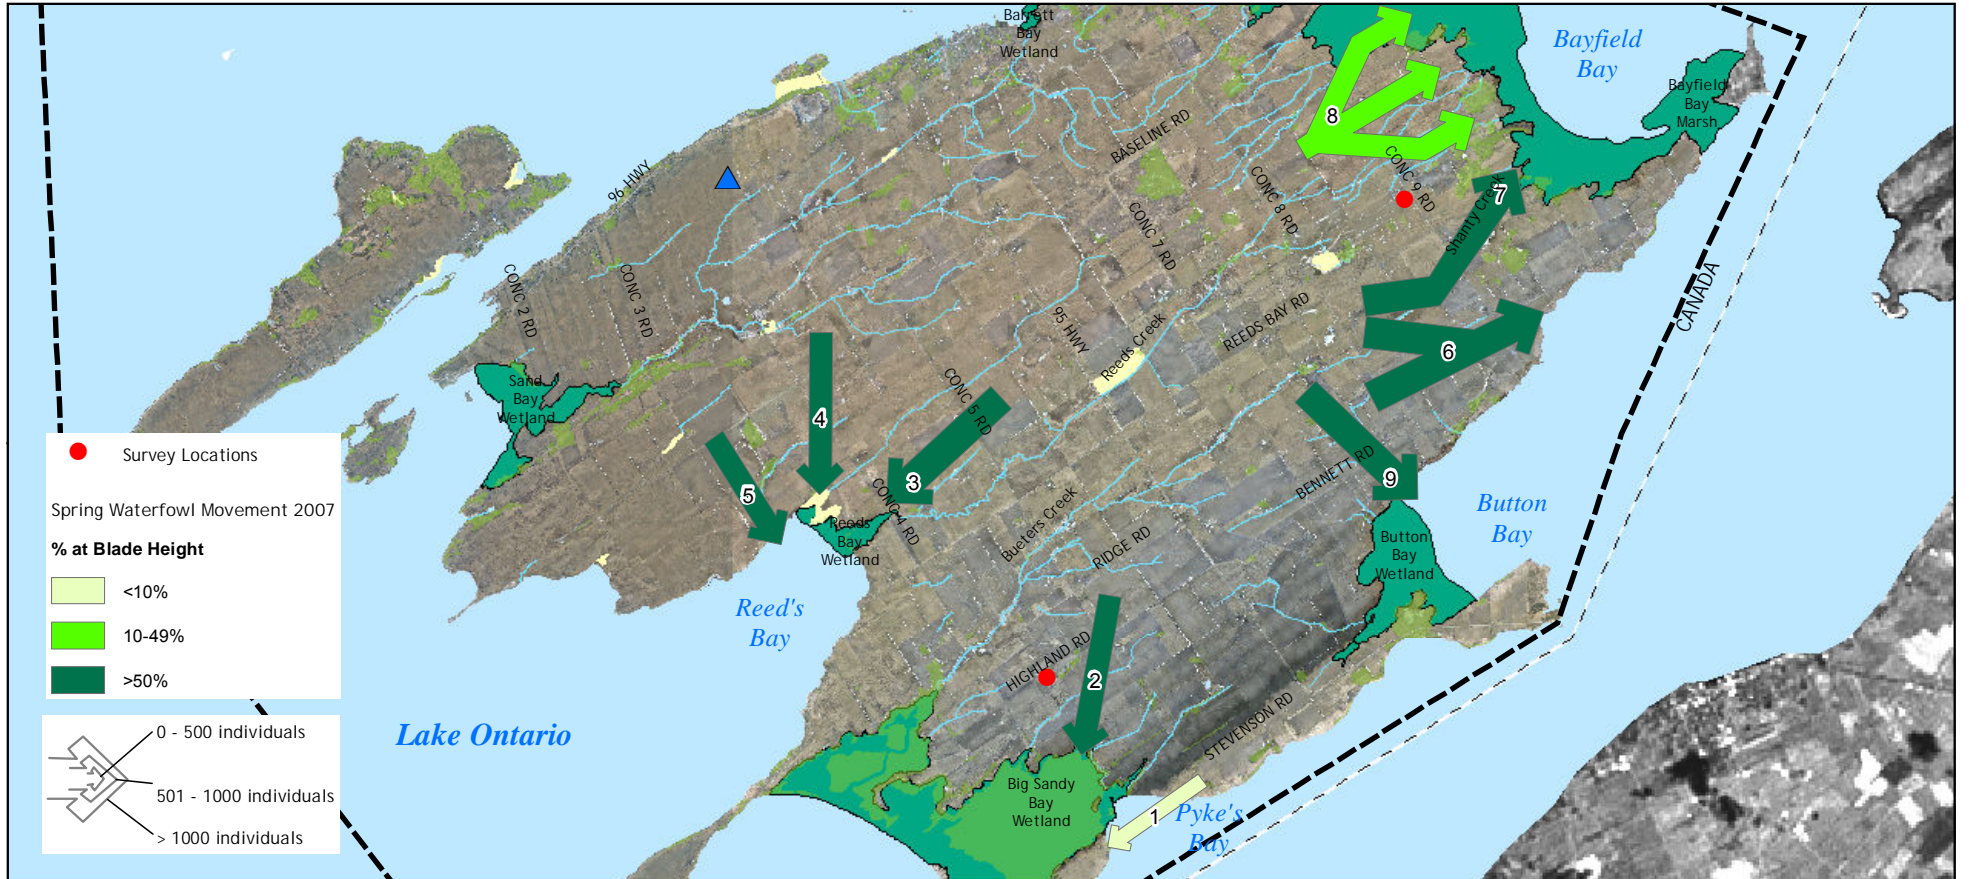 Barrett
Bay
Wetland
Bayfield
Bay
Bayfield
Bay
Marsh
8
BASELINE RD
96 HWY
CONC 9 RD
CONC 8 RD
7
Shanty Creek
CONC 7 RD
CONC 2 RD
CONC 3 RD
CANADA
REEDS BAY RD
95 HWY
Reeds Creek
6
Sand
Bay
Wetland
CONC 5 RD
4
3
5
9
BENNETT RD
CONC 4 RD
Reeds
Bay
Wetland
Bueters Creek
RIDGE RD
Button
Bay
Button
Bay
Wetland
Reed's
Bay
HIGHLAND RD
2
STEVENSON RD
Lake Ontario
Big Sandy
Bay
Wetland
1
Pyke's
Bay
Survey Locations
Spring Waterfowl Movement 2007
% at Blade Height
<10%
10-49%
>50%
0 - 500 individuals
501 - 1000 individuals
> 1000 individuals